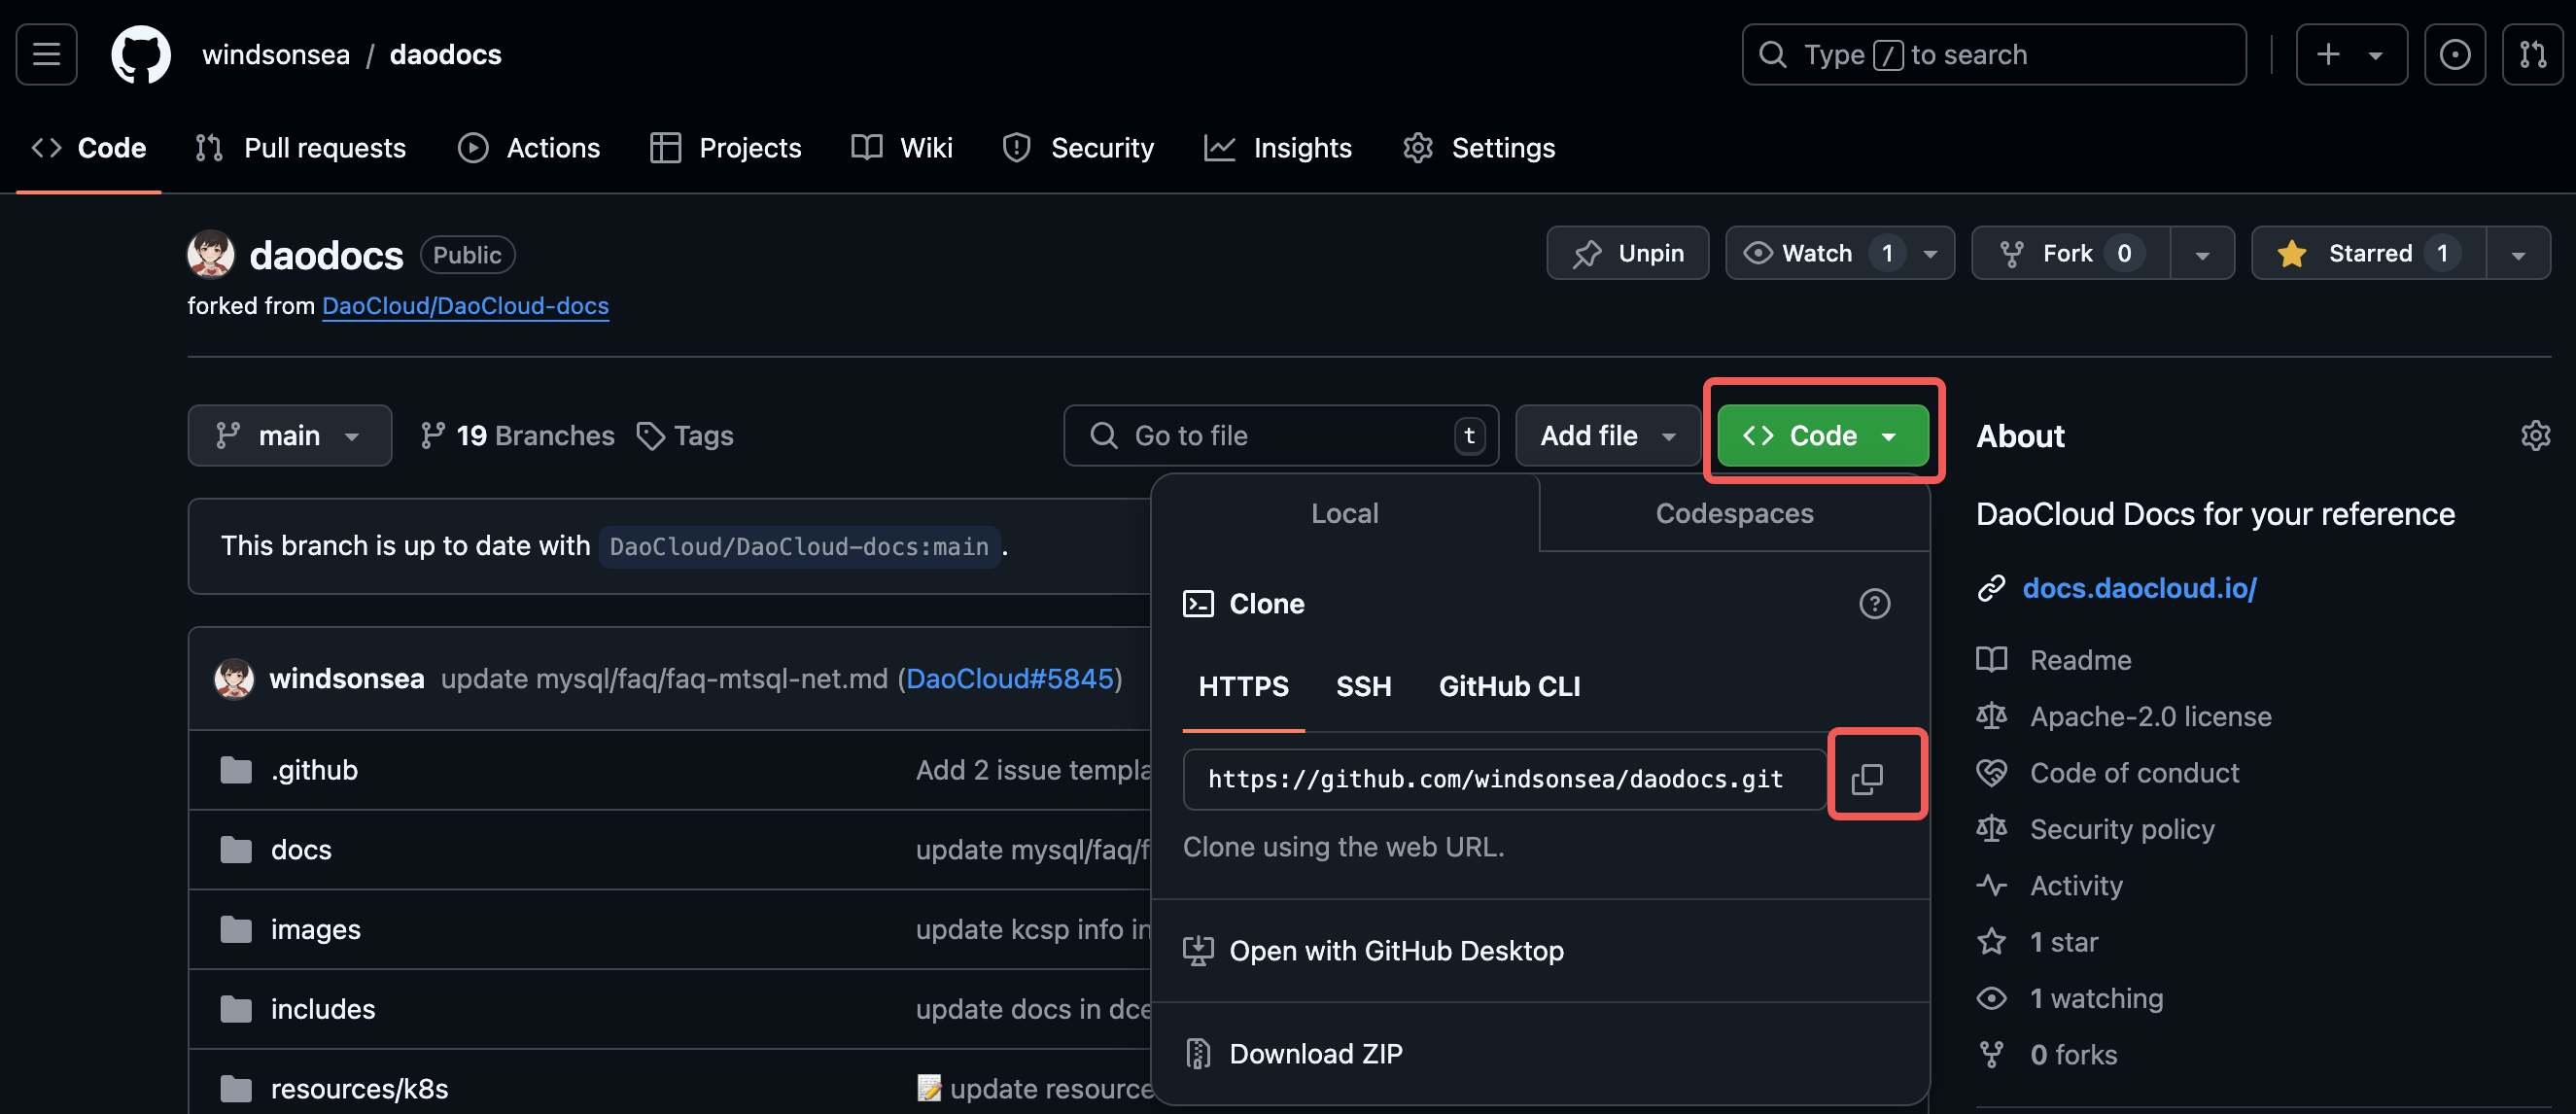 windsonsea / daodocs
Type / to search
Code Pull requests Actions Projects Wiki Security Insights Settings
daodocs Public
Unpin Watch 1 Fork 0 Starred 1
forked from DaoCloud/DaoCloud-docs
main 19 Branches Tags
Go to file t
Add file
Code
This branch is up to date with DaoCloud/DaoCloud-docs:main .
windsonsea update mysql/faq/faq-mtsql-net.md (DaoCloud#5845)
.github Add 2 issue templa
docs update mysql/faq/f
images update kcsp info in
includes update docs in dce
resources/k8s 📝 update resource
Local Codespaces
Clone
HTTPS SSH GitHub CLI
https://github.com/windsonsea/daodocs.git
Clone using the web URL.
Open with GitHub Desktop
Download ZIP
About
DaoCloud Docs for your reference
docs.daocloud.io/
Readme
Apache-2.0 license
Code of conduct
Security policy
Activity
1 star
1 watching
0 forks